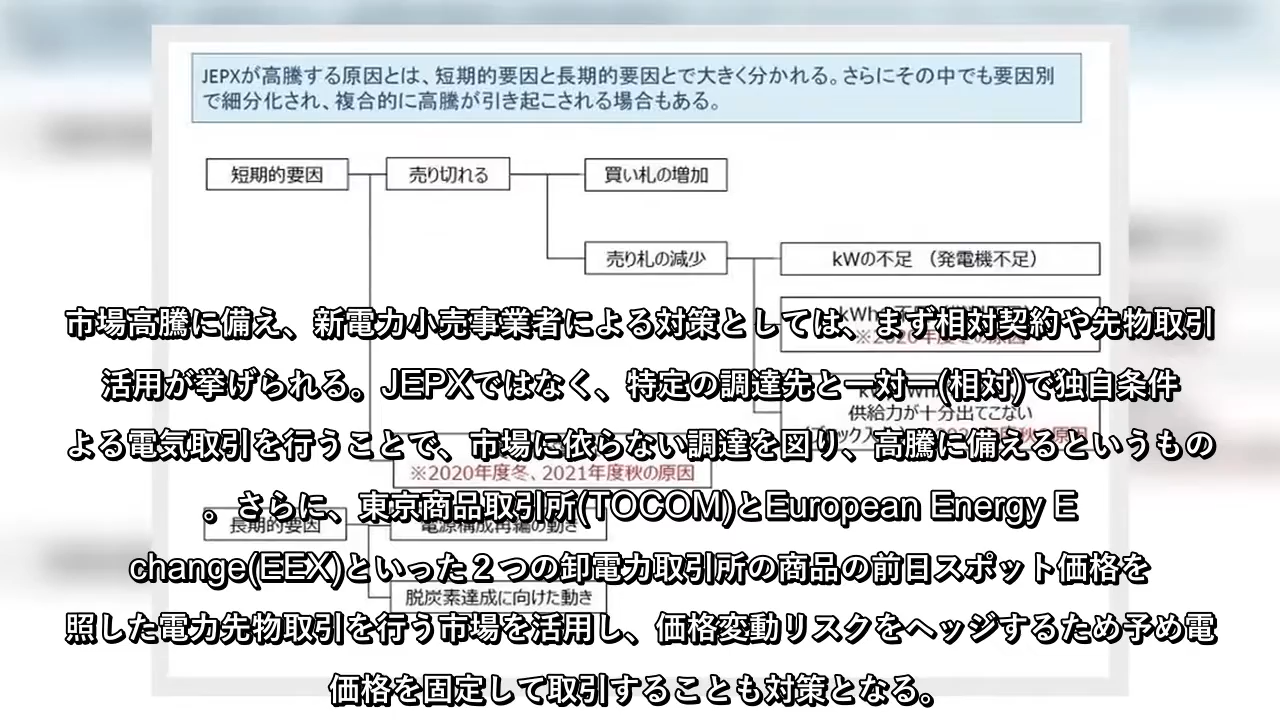 JEPXが高騰する原因とは、短期的要因と長期的要因とで大きく分かれる。さらにその中でも要因別
で細分化され、複合的に高騰が引き起こされる場合もある。
短期的要因
売り切れる
買い札の増加
売り札の減少
kWの不足 （発電機不足）
市場高騰に備え、新電力小売事業者による対策としては、まず相対契約や先物取引
活用が挙げられる。JEPXではなく、特定の調達先と一対一(相対)で独自条件
供給力が十分出てこない
よる電気取引を行うことで、市場に依らない調達を図り、高騰に備えるというもの
※2020年度冬、2021年度秋の原因
。さらに、東京商品取引所(TOCOM)とEuropean Energy E
長期的要因
電源構成再編の動き
change(EEX)といった２つの卸電力取引所の商品の前日スポット価格を
脱炭素達成に向けた動き
照した電力先物取引を行う市場を活用し、価格変動リスクをヘッジするため予め電
価格を固定して取引することも対策となる。